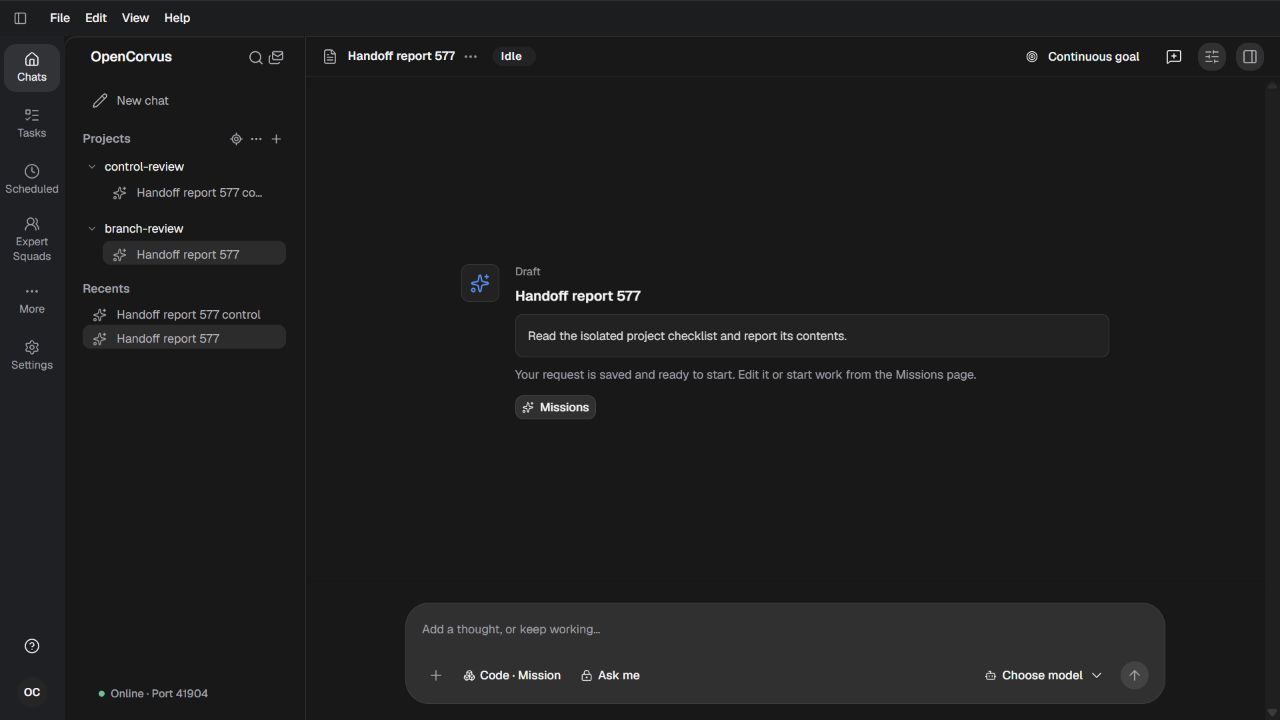 File Edit View Help
Chats
Tasks
Scheduled
Expert
Squads
More
Settings
OC
OpenCorvus
New chat
Projects
control-review
Handoff report 577 co...
branch-review
Handoff report 577
Recents
Handoff report 577 control
Handoff report 577
Online · Port 41904
Handoff report 577 ... Idle
Continuous goal
Draft
Handoff report 577
Read the isolated project checklist and report its contents.
Your request is saved and ready to start. Edit it or start work from the Missions page.
Missions
Add a thought, or keep working...
Code · Mission Ask me Choose model